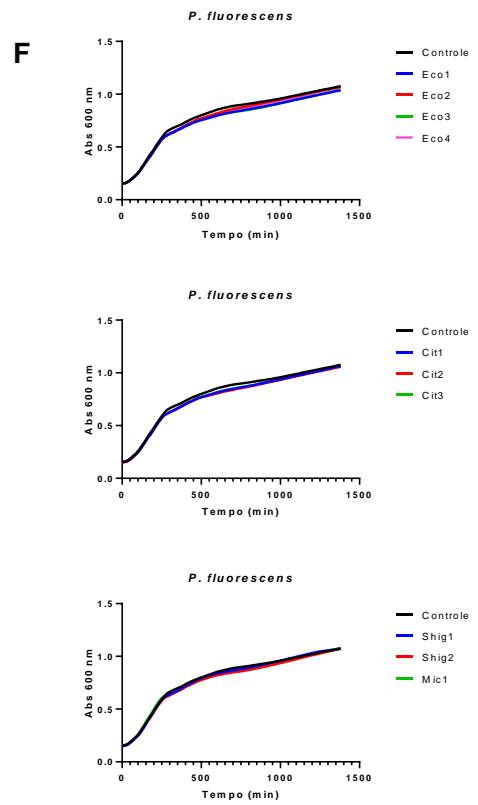 F
P. fluorescens
1.5
1.0
0.5
0.0
Abs 600 nm
0 500 1000 1500
Tempo (min)
Controle
Eco1
Eco2
Eco3
Eco4
P. fluorescens
1.5
1.0
0.5
0.0
Abs 600 nm
0 500 1000 1500
Tempo (min)
Controle
Cit1
Cit2
Cit3
P. fluorescens
1.5
1.0
0.5
0.0
Abs 600 nm
0 500 1000 1500
Tempo (min)
Controle
Shig1
Shig2
Mic1